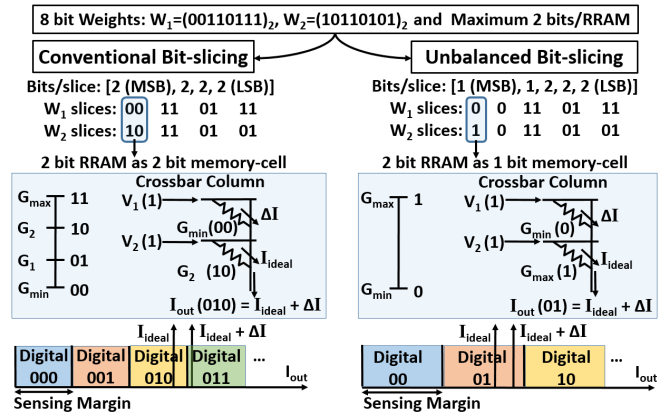 8 bit Weights: W₁=(00110111)₂, W₂=(10110101)₂ and Maximum 2 bits/RRAM
Conventional Bit-slicing
Bits/slice: [2 (MSB), 2, 2, 2 (LSB)]
W₁ slices: 00 11 01 11
W₂ slices: 10 11 01 01
2 bit RRAM as 2 bit memory-cell
Crossbar Column
Gmax 11
G₂ 10
G₁ 01
Gmin 00
V₁ (1)
ΔI
Gmin (00)
V₂ (1)
Iideal
G₂ (10)
Iout (010) = Iideal + ΔI
Iideal Iideal + ΔI
Digital 000
Digital 001
Digital 010
Digital 011
...
Iout
Sensing Margin
Unbalanced Bit-slicing
Bits/slice: [1 (MSB), 1, 2, 2, 2 (LSB)]
W₁ slices: 0 0 11 01 11
W₂ slices: 1 0 11 01 01
2 bit RRAM as 1 bit memory-cell
Crossbar Column
Gmax 1
Gmin 0
V₁ (1)
ΔI
Gmin (0)
V₂ (1)
Iideal
Gmax (1)
Iout (01) = Iideal + ΔI
Iideal Iideal + ΔI
Digital 00
Digital 01
Digital 10
...
Iout
Sensing Margin